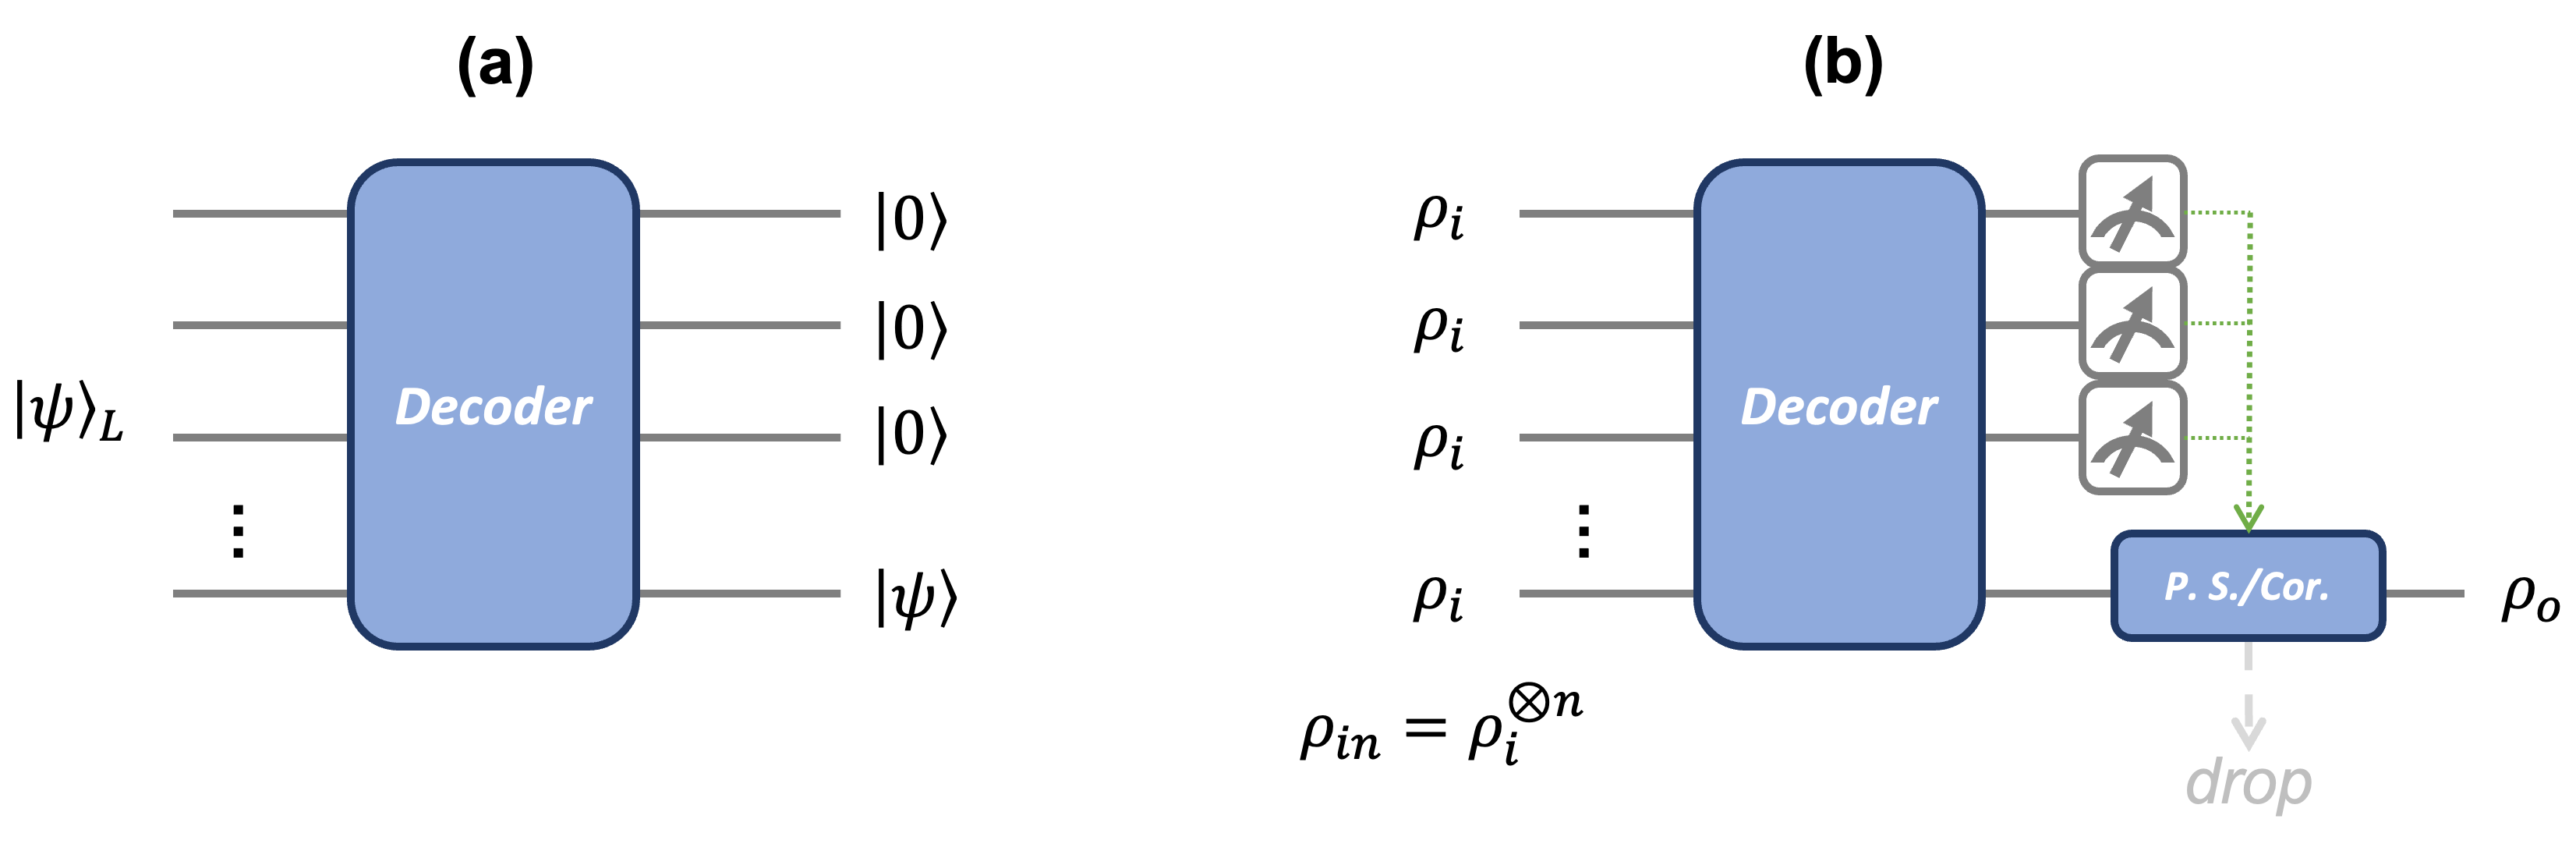 (a)
|0⟩
|0⟩
|ψ⟩_L
Decoder
|0⟩
⋮
|ψ⟩
(b)
ρ_i
ρ_i
ρ_i
Decoder
⋮
ρ_i
P. S./Cor.
ρ_o
ρ_in = ρ_i^⊗n
drop